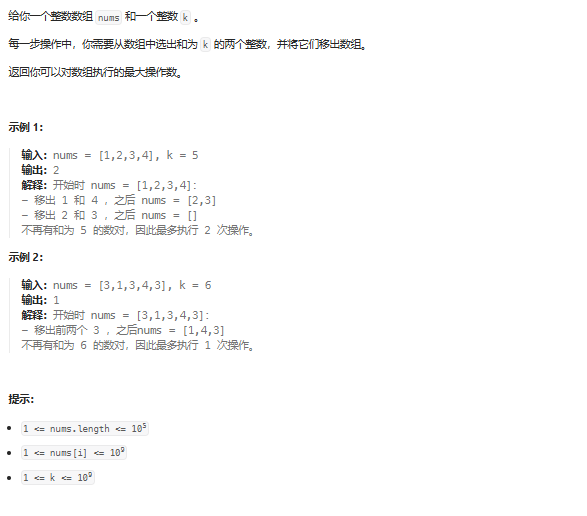 给你一个整数数组 nums 和一个整数 k 。
每一步操作中，你需要从数组中选出和为 k 的两个整数，并将它们移出数组。
返回你可以对数组执行的最大操作数。
示例 1：
输入：nums = [1,2,3,4], k = 5
输出：2
解释：开始时 nums = [1,2,3,4]：
- 移出 1 和 4 ，之后 nums = [2,3]
- 移出 2 和 3 ，之后 nums = []
不再有和为 5 的数对，因此最多执行 2 次操作。
示例 2：
输入：nums = [3,1,3,4,3], k = 6
输出：1
解释：开始时 nums = [3,1,3,4,3]：
- 移出前两个 3 ，之后nums = [1,4,3]
不再有和为 6 的数对，因此最多执行 1 次操作。
提示：
• 1 <= nums.length <= 10⁵
• 1 <= nums[i] <= 10⁹
• 1 <= k <= 10⁹